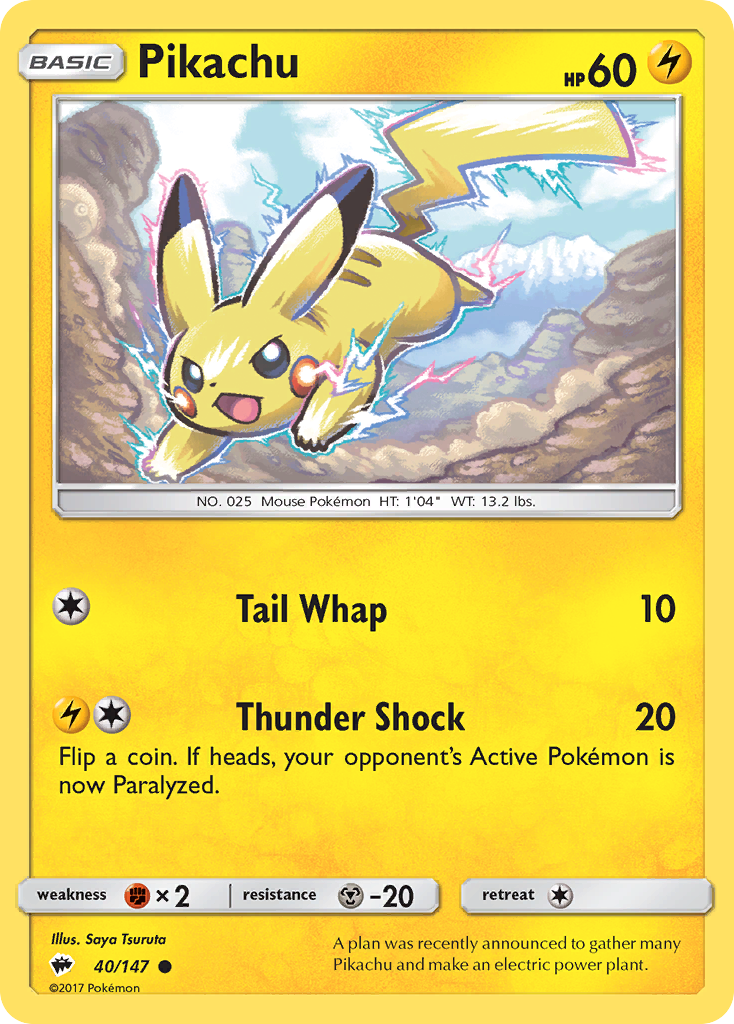 BASIC Pikachu HP 60
NO. 025 Mouse Pokémon HT: 1'04" WT: 13.2 lbs.
Tail Whap 10
Thunder Shock 20
Flip a coin. If heads, your opponent's Active Pokémon is
now Paralyzed.
weakness × 2 resistance -20 retreat
Illus. Saya Tsuruta
40/147
©2017 Pokémon
A plan was recently announced to gather many
Pikachu and make an electric power plant.